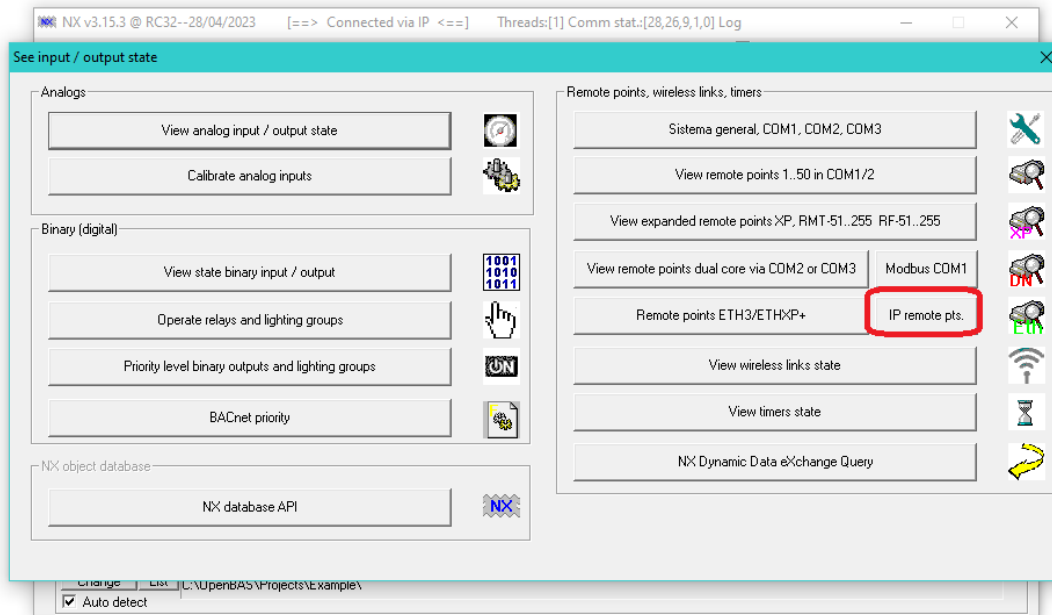 NX v3.15.3 @ RC32--28/04/2023 [==> Connected via IP <==] Threads:[1] Comm stat.:[28,26,9,1,0] Log
See input / output state
Analogs
View analog input / output state
Calibrate analog inputs
Binary (digital)
View state binary input / output
1001
1010
1011
Operate relays and lighting groups
Priority level binary outputs and lighting groups
ON
BACnet priority
NX object database
NX database API
NX
Remote points, wireless links, timers
Sistema general, COM1, COM2, COM3
View remote points 1..50 in COM1/2
View expanded remote points XP, RMT-51..255 RF-51..255
XP
View remote points dual core via COM2 or COM3
Modbus COM1
DN
Remote points ETH3/ETHXP+
IP remote pts.
Eth
View wireless links state
View timers state
NX Dynamic Data eXchange Query
Change
List
C:\OpenBAS\Projects\Example\
Auto detect